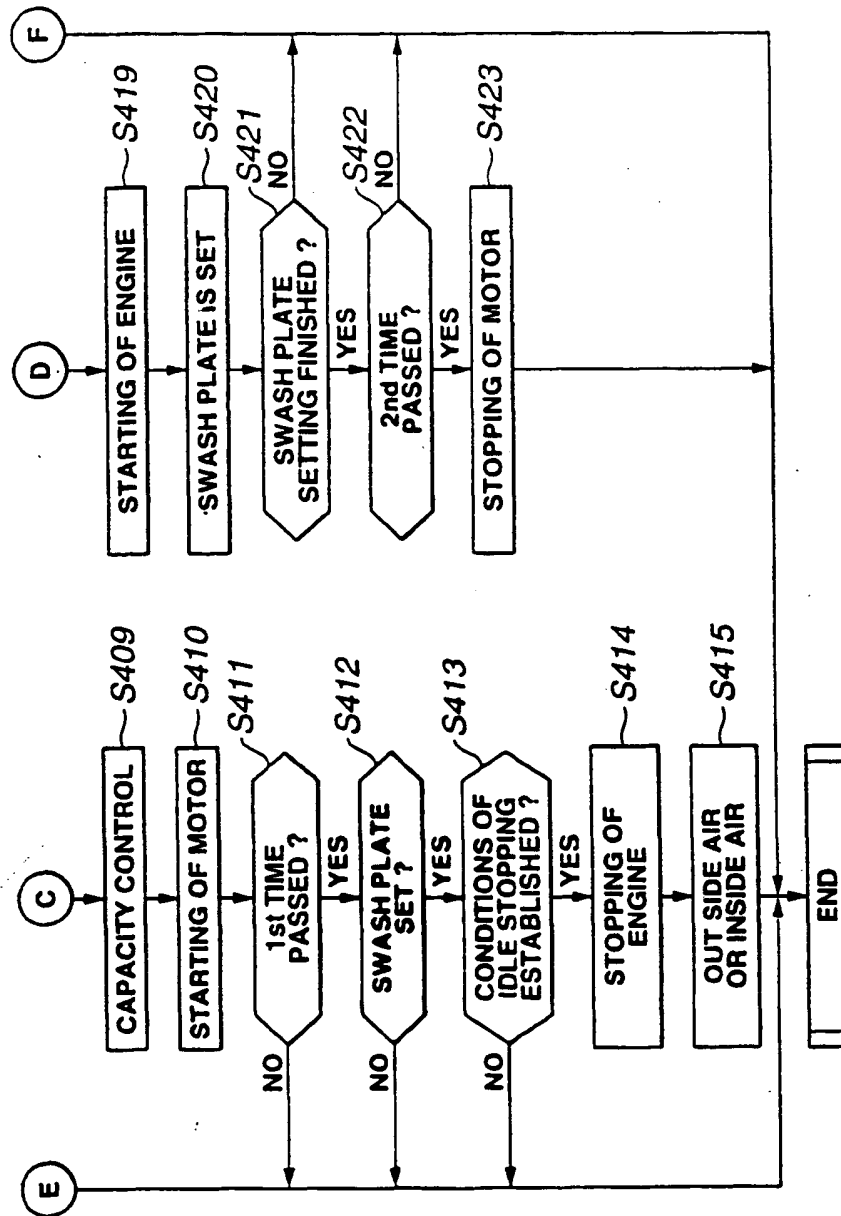 E
C
D
F
CAPACITY CONTROL
S409
STARTING OF MOTOR
S410
1st TIME
PASSED ?
S411
NO
YES
SWASH PLATE
SET ?
S412
NO
YES
CONDITIONS OF
IDLE STOPPING
ESTABLISHED ?
S413
NO
YES
STOPPING OF
ENGINE
S414
OUT SIDE AIR
OR INSIDE AIR
S415
END
STARTING OF ENGINE
S419
SWASH PLATE IS SET
S420
SWASH PLATE
SETTING FINISHED ?
S421
NO
YES
2nd TIME
PASSED ?
S422
NO
YES
STOPPING OF MOTOR
S423